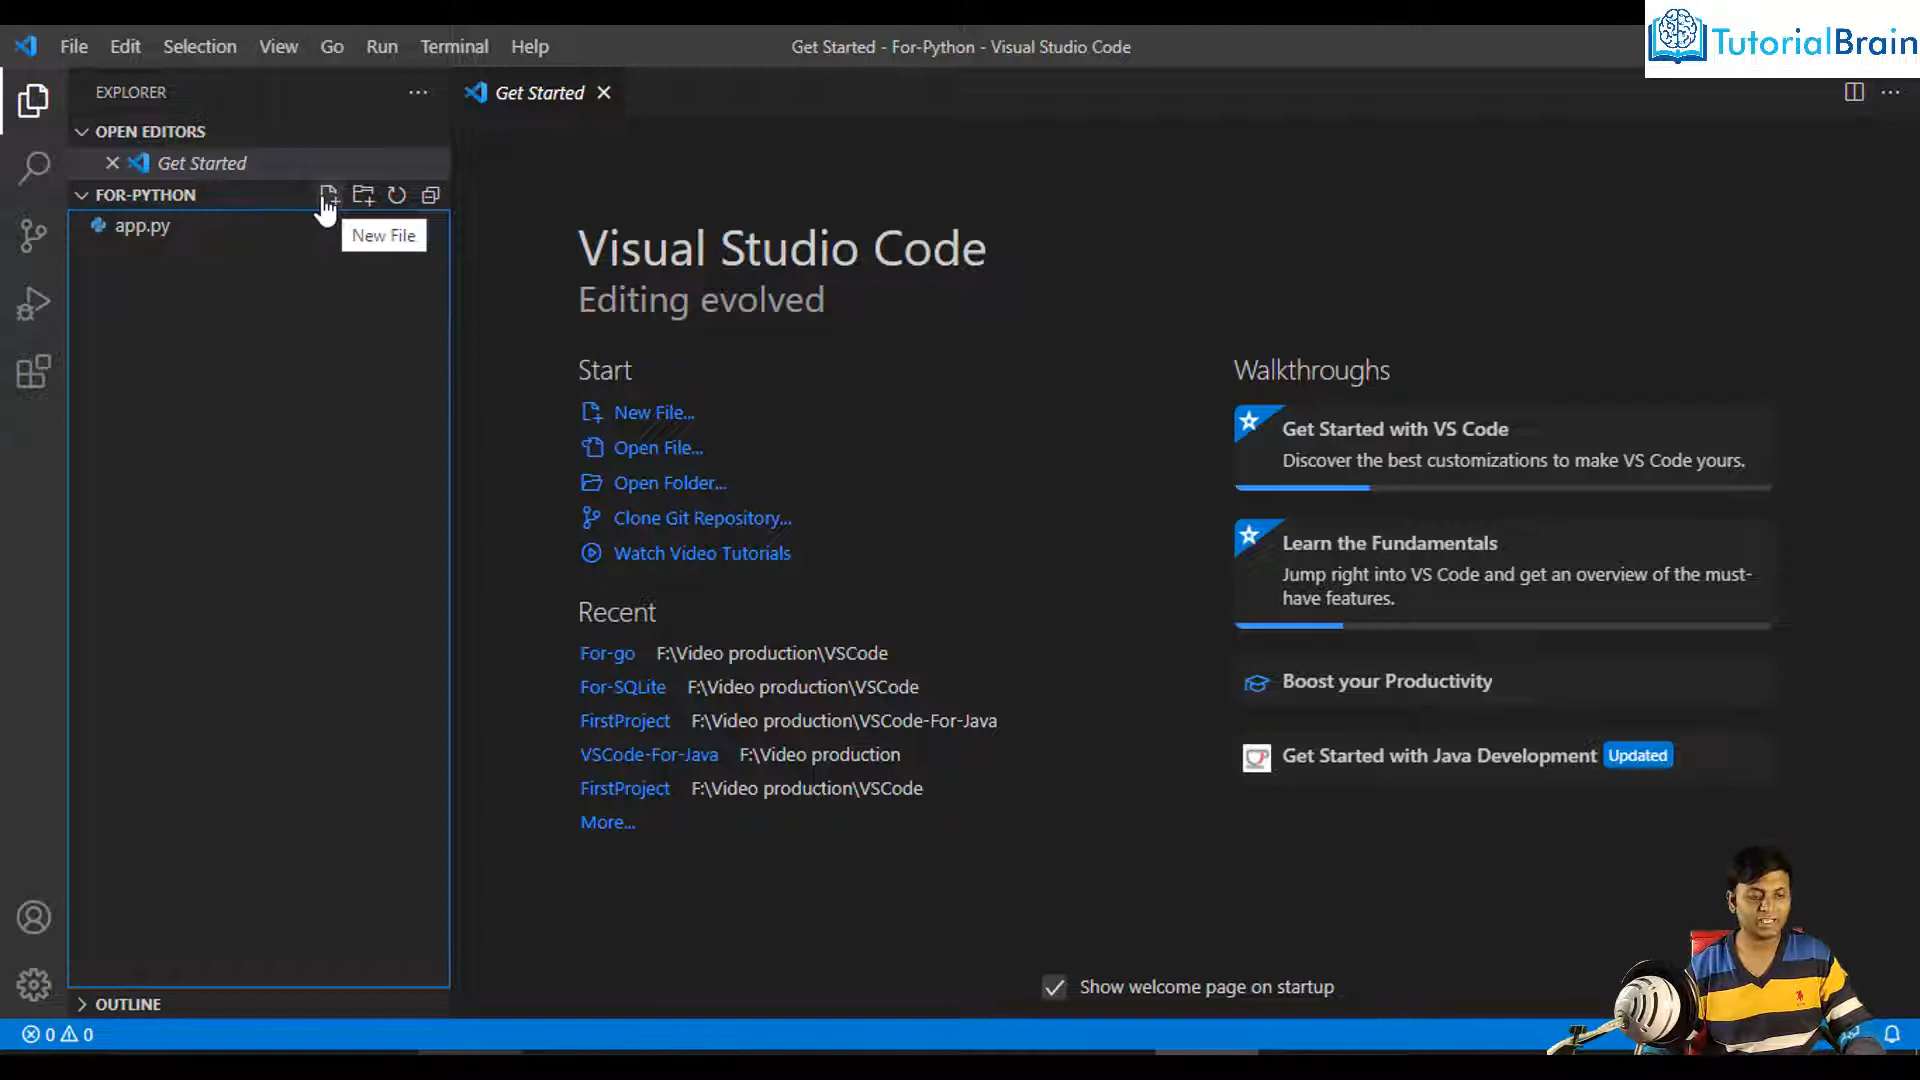 File Edit Selection View Go Run Terminal Help
Get Started - For-Python - Visual Studio Code
TutorialBrain
EXPLORER
Get Started
OPEN EDITORS
Get Started
FOR-PYTHON
app.py
New File
Visual Studio Code
Editing evolved
Start
New File...
Open File...
Open Folder...
Clone Git Repository...
Watch Video Tutorials
Recent
For-go F:\Video production\VSCode
For-SQLite F:\Video production\VSCode
FirstProject F:\Video production\VSCode-For-Java
VSCode-For-Java F:\Video production
FirstProject F:\Video production\VSCode
More...
Walkthroughs
Get Started with VS Code
Discover the best customizations to make VS Code yours.
Learn the Fundamentals
Jump right into VS Code and get an overview of the must-
have features.
Boost your Productivity
Get Started with Java Development Updated
Show welcome page on startup
OUTLINE
0 0